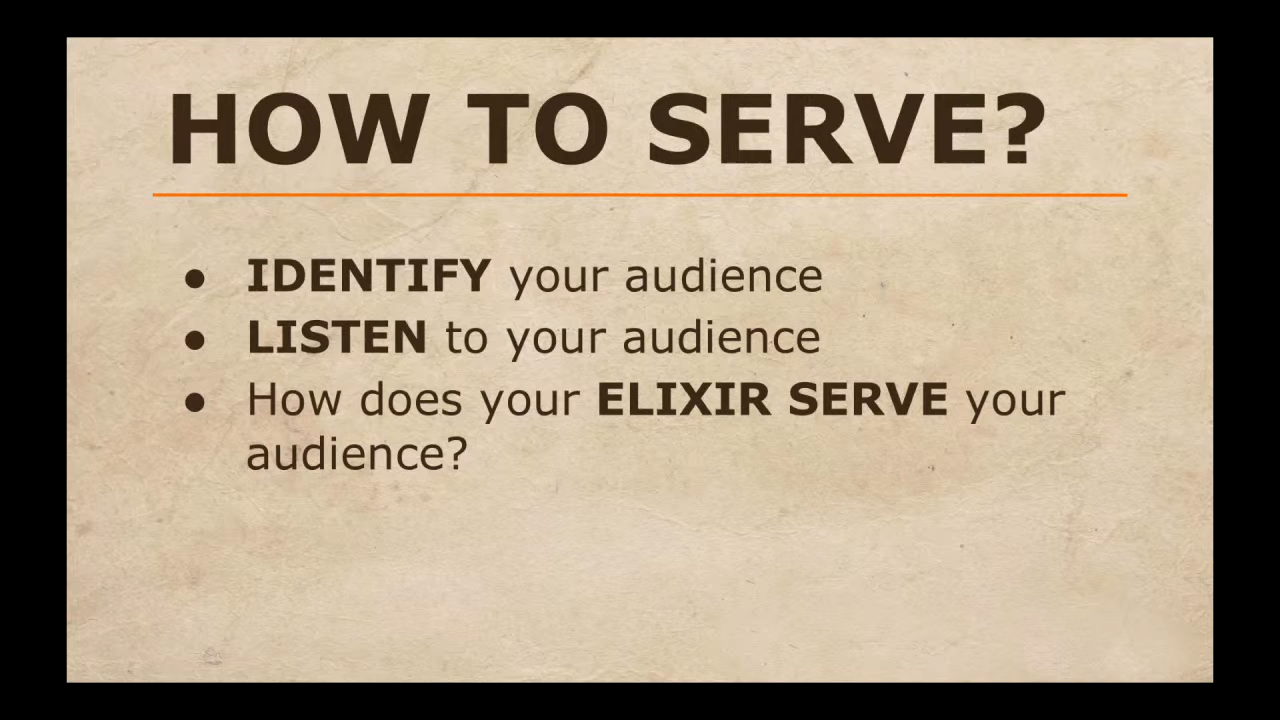 HOW TO SERVE?
● IDENTIFY your audience
● LISTEN to your audience
● How does your ELIXIR SERVE your
audience?